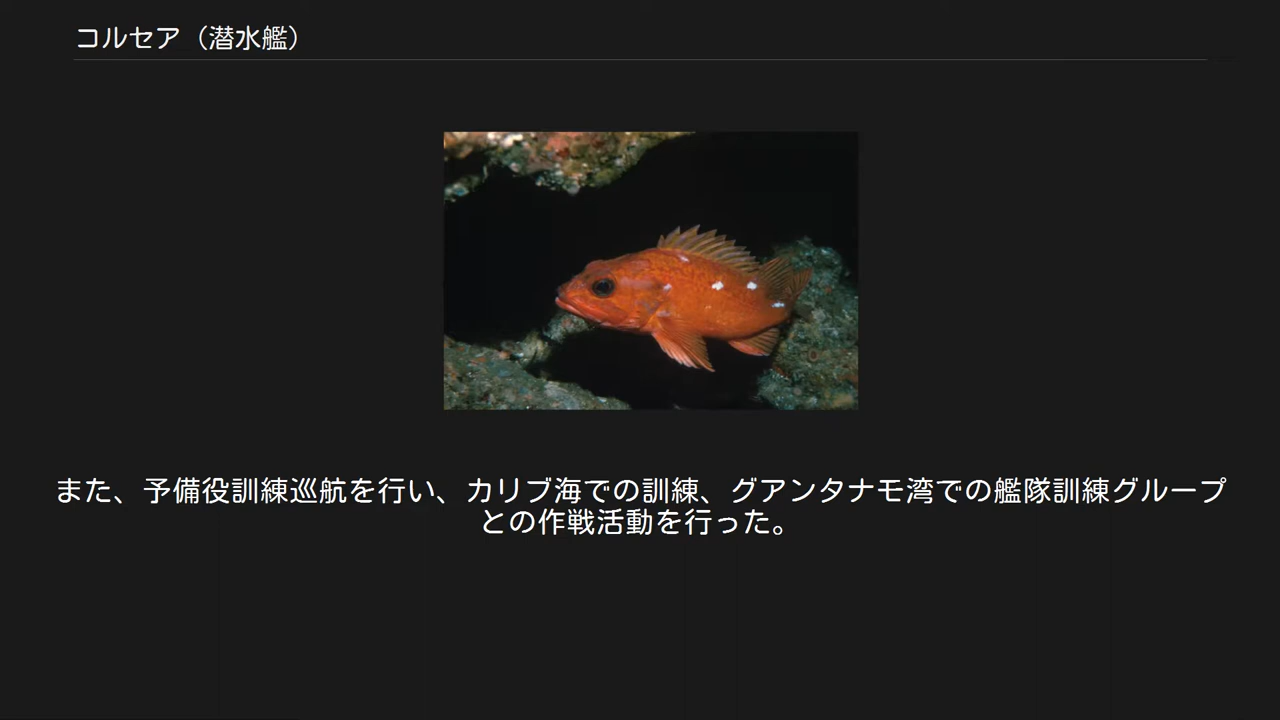 コルセア（潜水艦）
また、予備役訓練巡航を行い、カリブ海での訓練、グアンタナモ湾での艦隊訓練グループ
との作戦活動を行った。